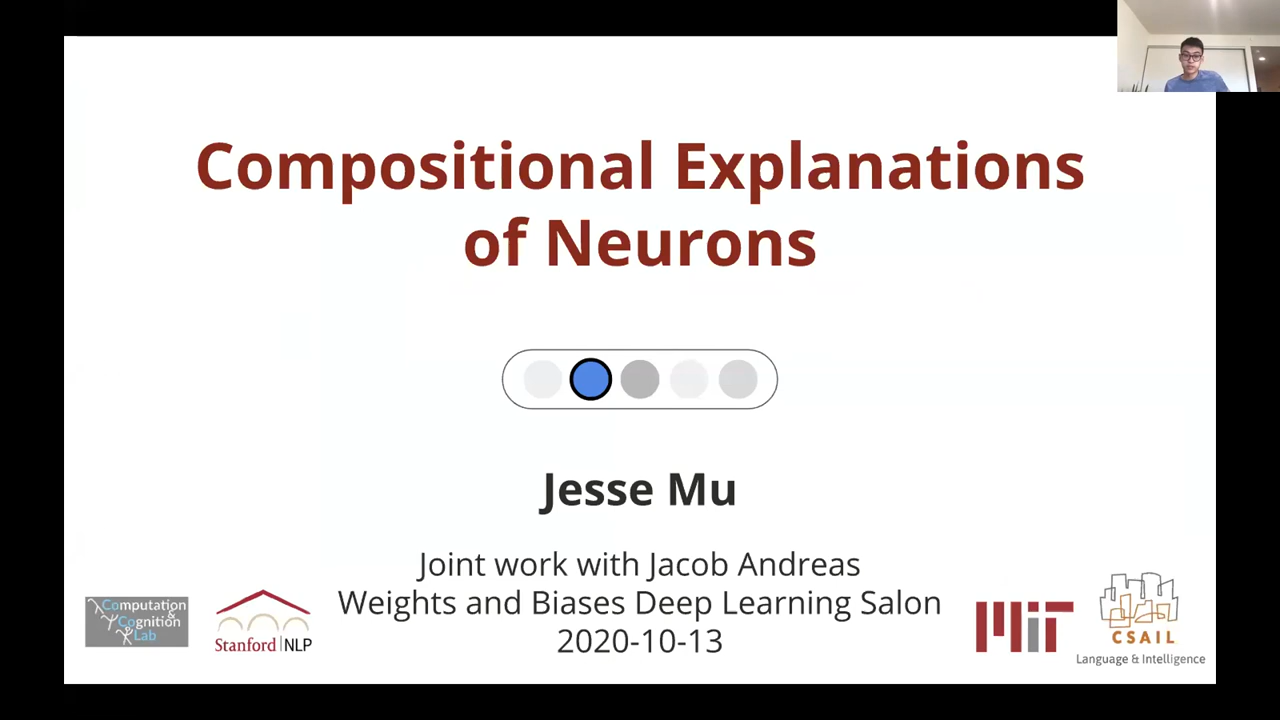 Compositional Explanations
of Neurons
Jesse Mu
Joint work with Jacob Andreas
Weights and Biases Deep Learning Salon
2020-10-13
Computation
&
Cognition
Lab
Stanford NLP
MIT
CSAIL
Language & Intelligence